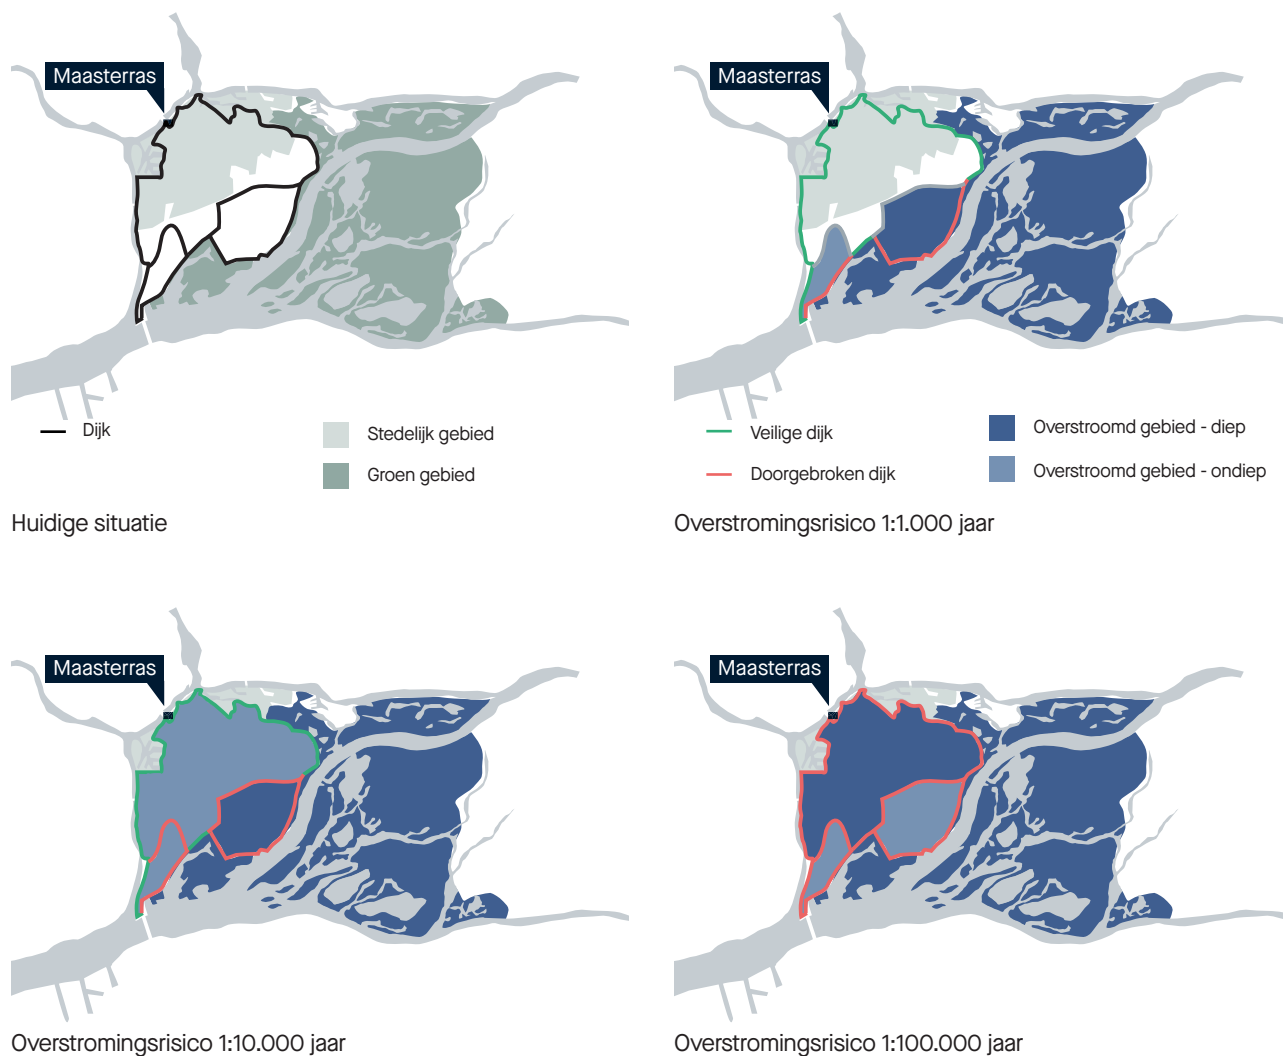 Maasterras
Dijk
Stedelijk gebied
Groen gebied
Huidige situatie
Maasterras
Veilige dijk
Doorgebroken dijk
Overstroomd gebied - diep
Overstroomd gebied - ondiep
Overstromingsrisico 1:1.000 jaar
Maasterras
Overstromingsrisico 1:10.000 jaar
Maasterras
Overstromingsrisico 1:100.000 jaar